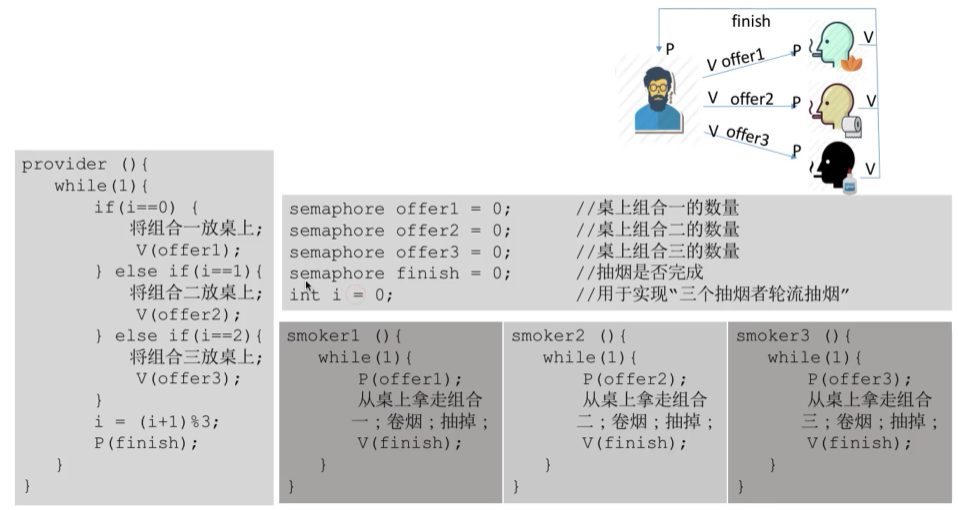 finish
P
V offer1 P V
V offer2 P V
V offer3 P V
provider (){
while(1){
if(i==0) {
将组合一放桌上;
V(offer1);
} else if(i==1){
将组合二放桌上;
V(offer2);
} else if(i==2){
将组合三放桌上;
V(offer3);
}
i = (i+1)%3;
P(finish);
}
}
semaphore offer1 = 0; //桌上组合一的数量
semaphore offer2 = 0; //桌上组合二的数量
semaphore offer3 = 0; //桌上组合三的数量
semaphore finish = 0; //抽烟是否完成
int i = 0; //用于实现“三个抽烟者轮流抽烟”
smoker1 (){
while(1){
P(offer1);
从桌上拿走组合
一；卷烟；抽掉；
V(finish);
}
}
smoker2 (){
while(1){
P(offer2);
从桌上拿走组合
二；卷烟；抽掉；
V(finish);
}
}
smoker3 (){
while(1){
P(offer3);
从桌上拿走组合
三；卷烟；抽掉；
V(finish);
}
}